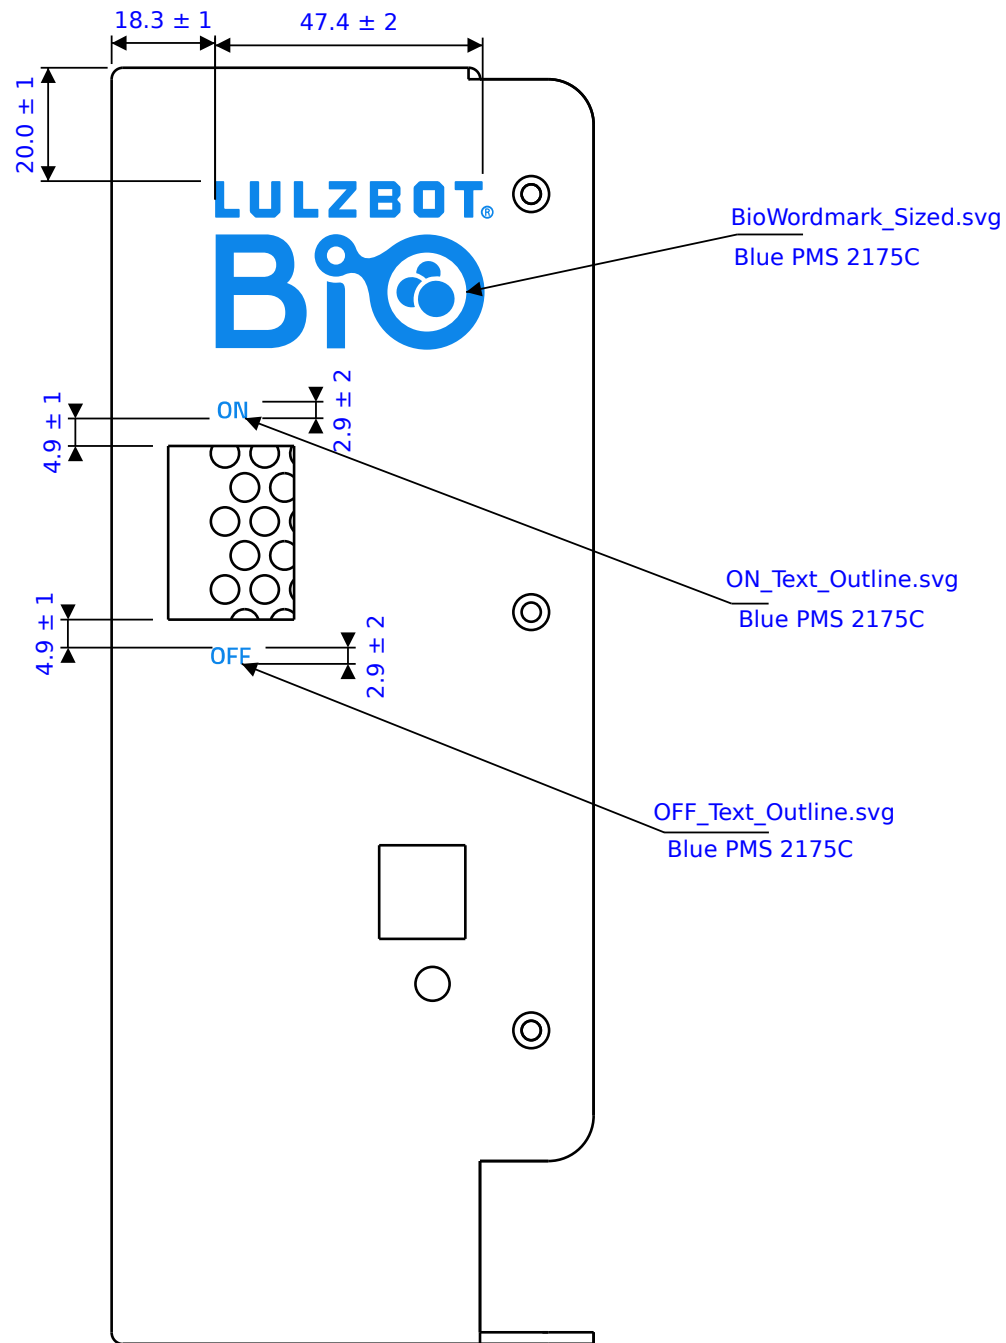 18.3 ± 1
47.4 ± 2
20.0 ± 1
LULZBOT®
BiO
BioWordmark_Sized.svg
Blue PMS 2175C
ON
2.9 ± 2
4.9 ± 1
ON_Text_Outline.svg
Blue PMS 2175C
4.9 ± 1
OFF
2.9 ± 2
OFF_Text_Outline.svg
Blue PMS 2175C